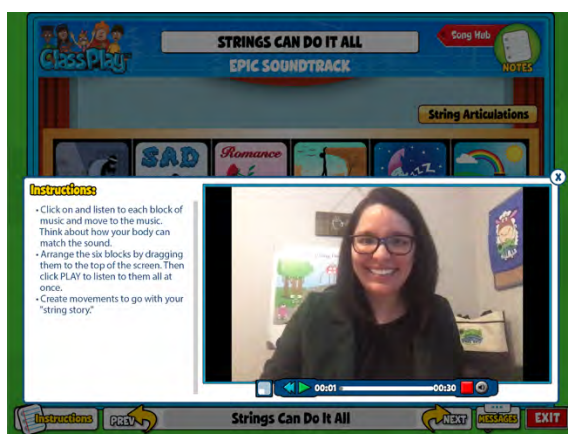 ClassPlay
STRINGS CAN DO IT ALL
EPIC SOUNDTRACK
Song Hub
NOTES
String Articulations
SAD
Romance
Instructions:
• Click on and listen to each block of
music and move to the music.
Think about how your body can
match the sound.
• Arrange the six blocks by dragging
them to the top of the screen. Then
click PLAY to listen to them all at
once.
• Create movements to go with your
"string story."
X
00:01
00:30
Instructions
PREV
Strings Can Do It All
NEXT
MESSAGES
EXIT